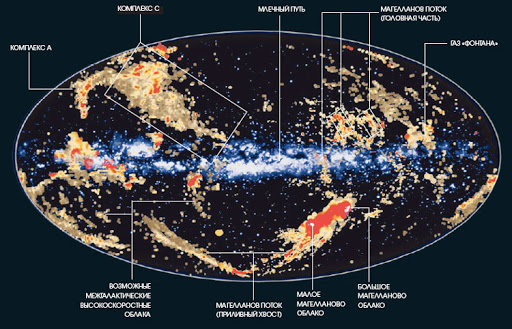 КОМПЛЕКС С
МЛЕЧНЫЙ ПУТЬ
МАГЕЛЛАНОВ ПОТОК
(ГОЛОВНАЯ ЧАСТЬ)
КОМПЛЕКС А
ГАЗ «ФОНТАНА»
ВОЗМОЖНЫЕ
МЕЖГАЛАКТИЧЕСКИЕ
ВЫСОКОСКОРОСТНЫЕ
ОБЛАКА
МАГЕЛЛАНОВ ПОТОК
(ПРИЛИВНЫЙ ХВОСТ)
МАЛОЕ
МАГЕЛЛАНОВО
ОБЛАКО
БОЛЬШОЕ
МАГЕЛЛАНОВО
ОБЛАКО